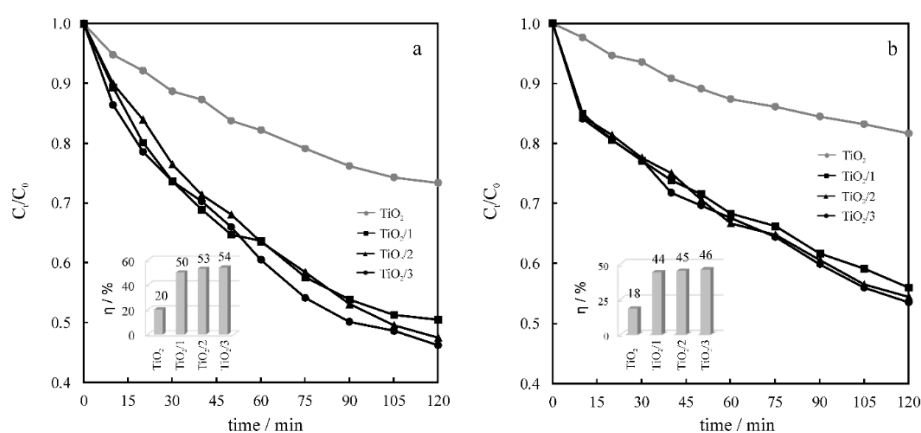 a
1.0
0.9
0.8
0.7
0.6
0.5
0.4
Cₜ/C₀
TiO₂
TiO₂/1
TiO₂/2
TiO₂/3
60
40
20
0
η / %
20
50
53
54
TiO₂
TiO₂/1
TiO₂/2
TiO₂/3
0 15 30 45 60 75 90 105 120
time / min
b
1.0
0.9
0.8
0.7
0.6
0.5
0.4
Cₜ/C₀
TiO₂
TiO₂/1
TiO₂/2
TiO₂/3
50
25
0
η / %
18
44
45
46
TiO₂
TiO₂/1
TiO₂/2
TiO₂/3
0 15 30 45 60 75 90 105 120
time / min